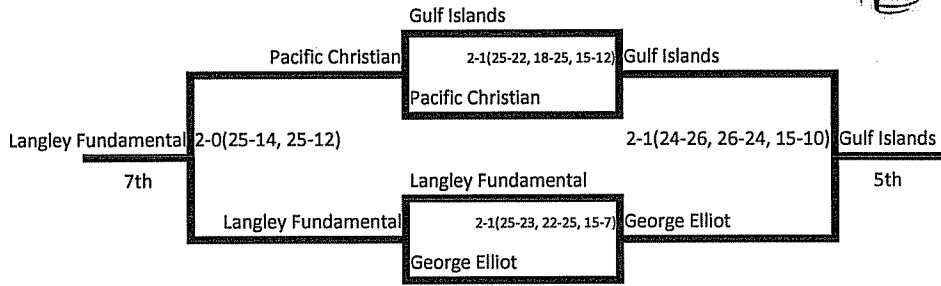 Gulf Islands
Pacific Christian
2-1(25-22, 18-25, 15-12)
Gulf Islands
Pacific Christian
Langley Fundamental
2-0(25-14, 25-12)
2-1(24-26, 26-24, 15-10)
Gulf Islands
7th
Langley Fundamental
5th
Langley Fundamental
2-1(25-23, 22-25, 15-7)
George Elliot
George Elliot